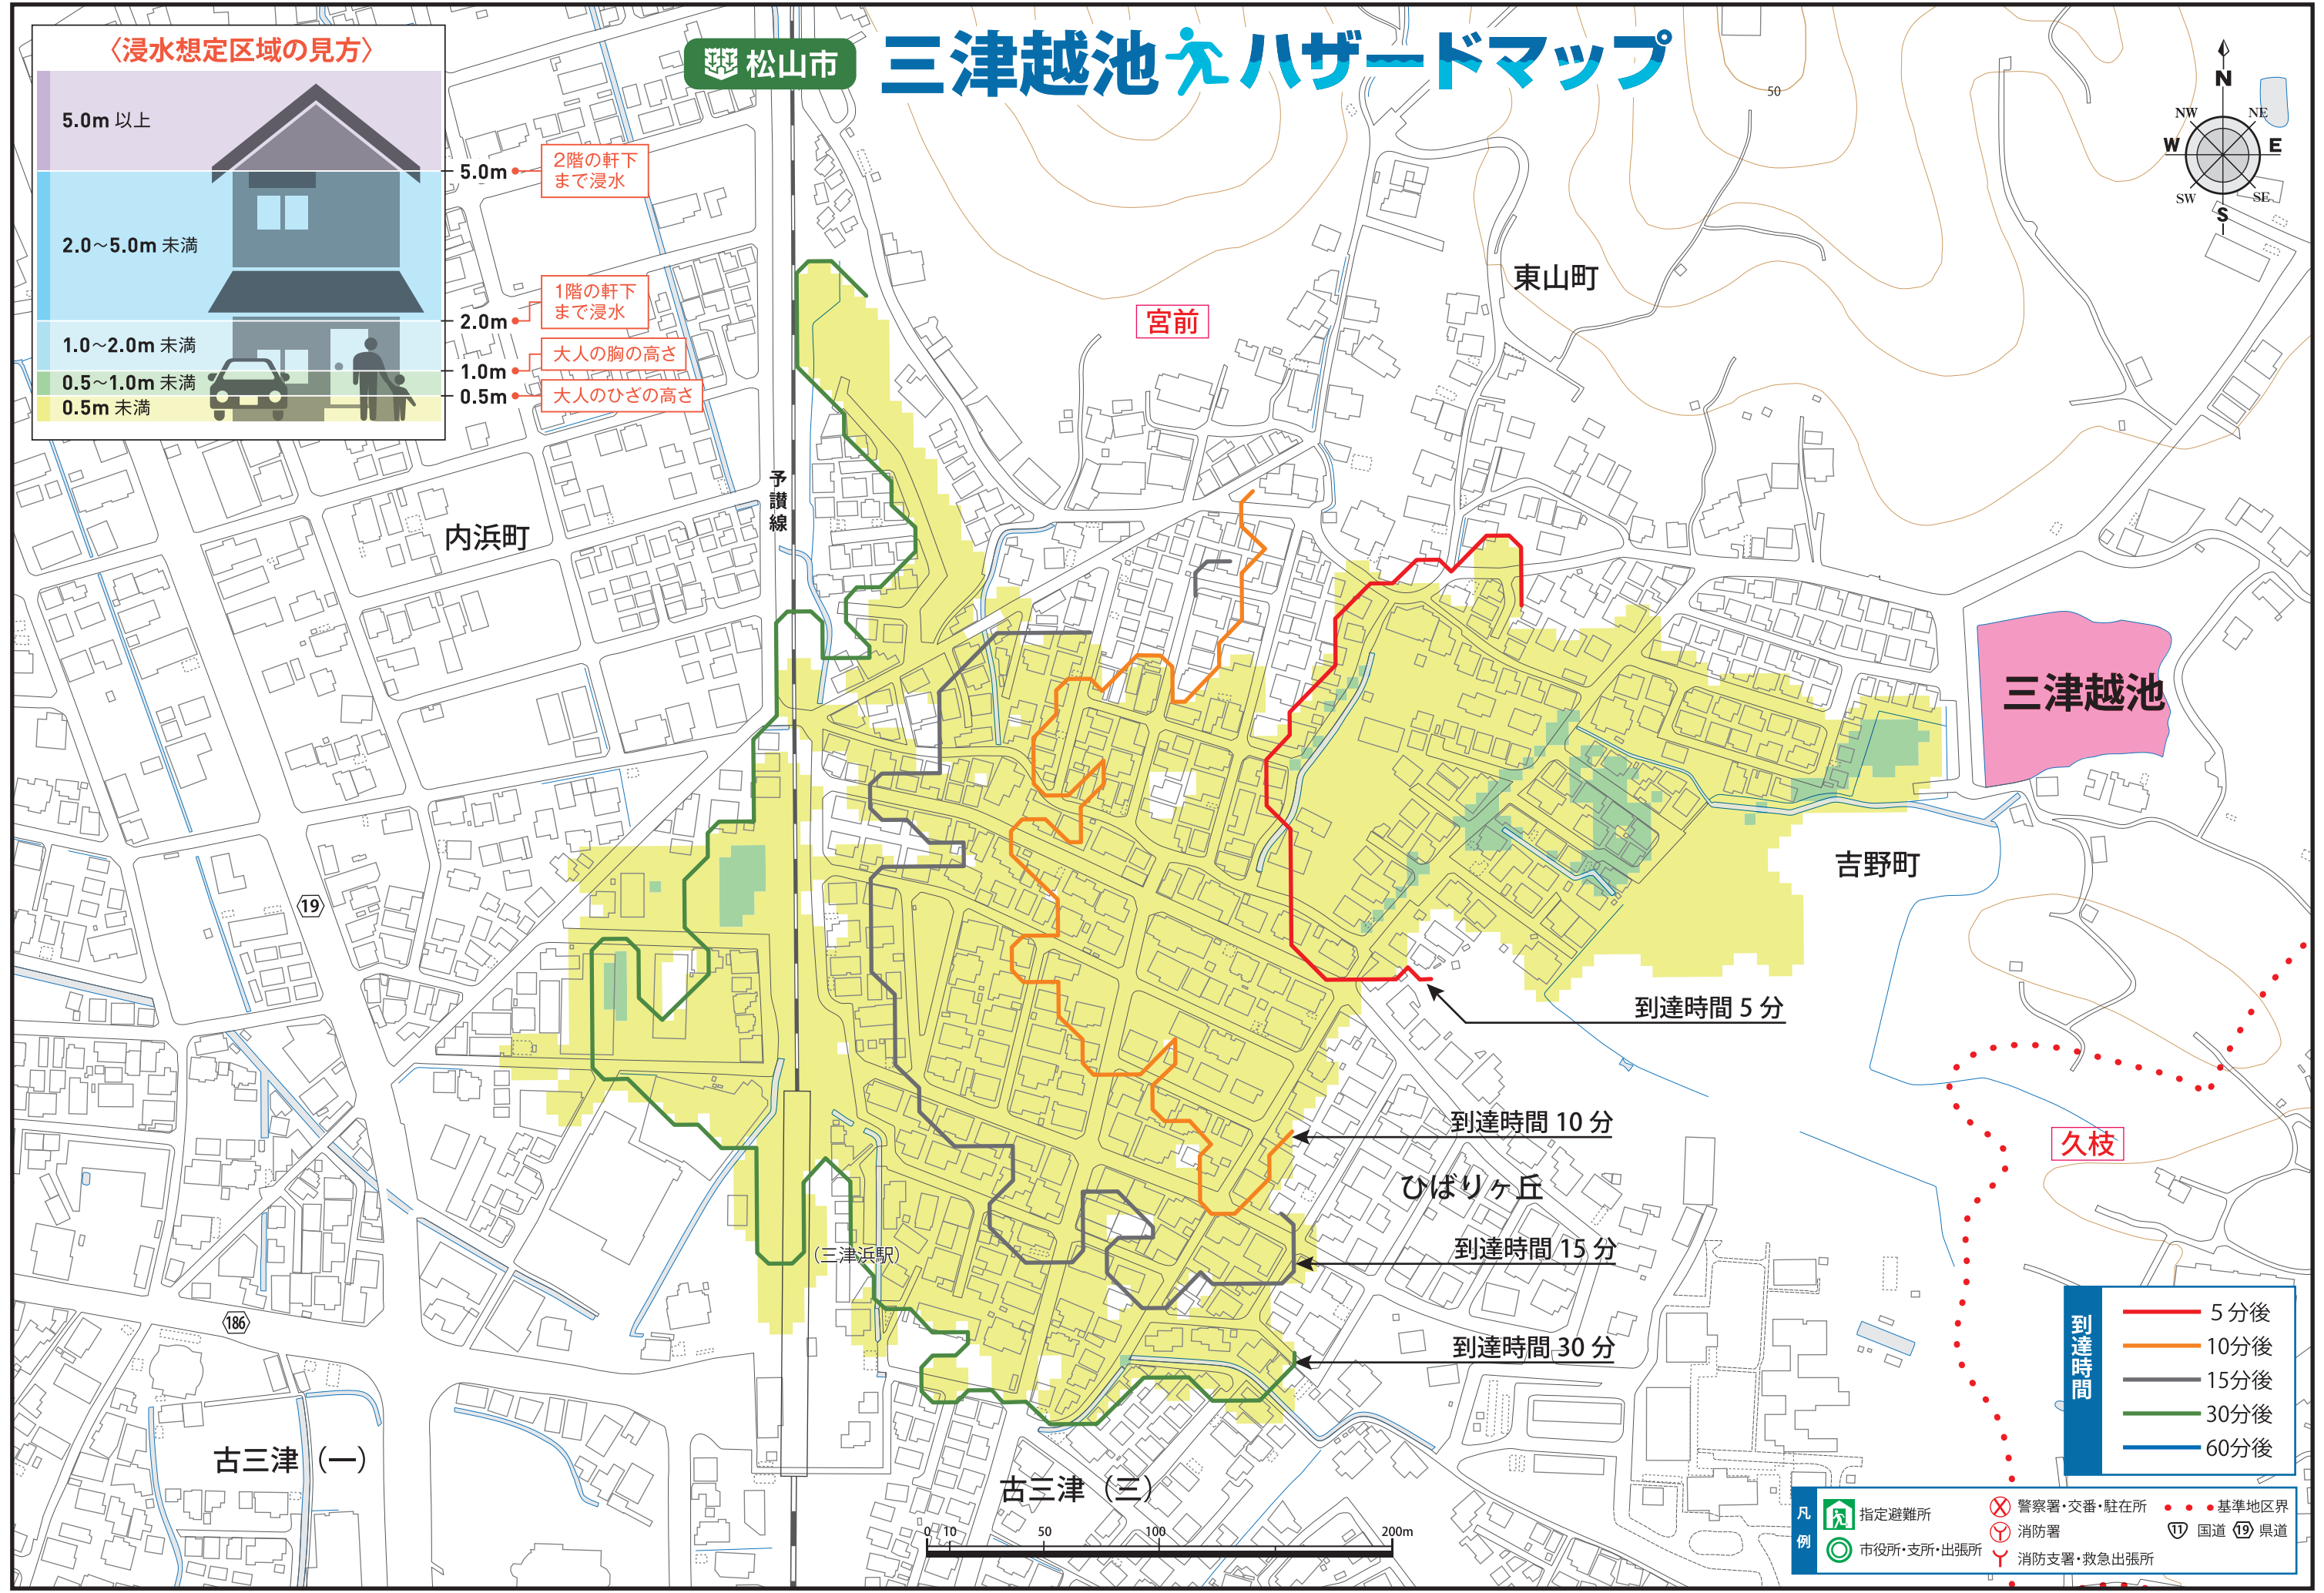 〈浸水想定区域の見方〉
5.0m 以上
2.0～5.0m 未満
1.0～2.0m 未満
0.5～1.0m 未満
0.5m 未満
5.0m
2階の軒下
まで浸水
2.0m
1階の軒下
まで浸水
1.0m
大人の胸の高さ
0.5m
大人のひざの高さ
松山市
三津越池 ハザードマップ
50
N
NW
NE
W
E
SW
SE
S
東山町
宮前
予讃線
内浜町
三津越池
吉野町
19
到達時間 5 分
到達時間 10 分
久枝
ひばりヶ丘
到達時間 15 分
(三津浜駅)
186
到達時間 30 分
古三津（一）
古三津（三）
0 10 50 100 200m
到達時間
5 分後
10分後
15分後
30分後
60分後
凡例
指定避難所
市役所・支所・出張所
警察署・交番・駐在所
消防署
消防支署・救急出張所
基準地区界
11 国道 19 県道